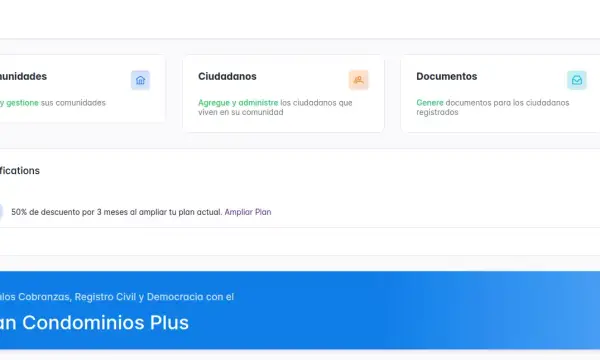 unidades
y gestione sus comunidades
Ciudadanos
Agregue y administre los ciudadanos que
viven en su comunidad
Documentos
Genere documentos para los ciudadanos
registrados
fications
50% de descuento por 3 meses al ampliar tu plan actual. Ampliar Plan
ios Cobranzas, Registro Civil y Democracia con el
an Condominios Plus